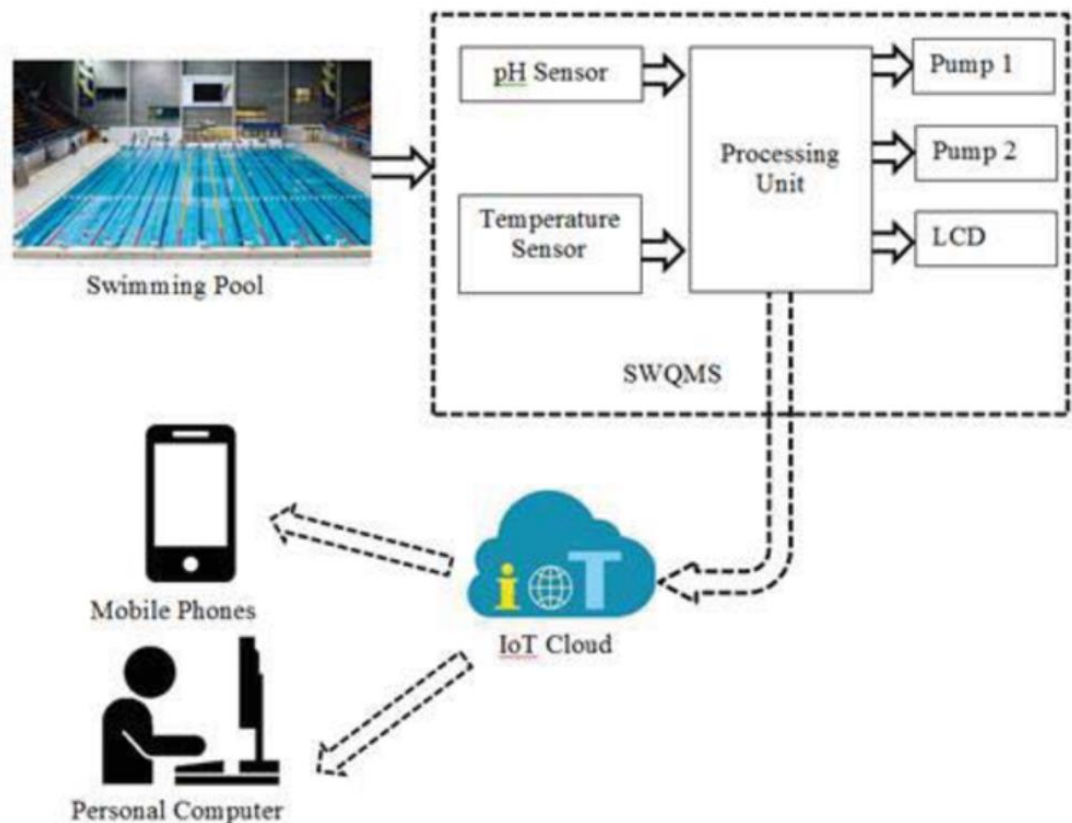 pH Sensor
Pump 1
Processing
Unit
Pump 2
Temperature
Sensor
LCD
Swimming Pool
SWQMS
Mobile Phones
iOT
IoT Cloud
Personal Computer